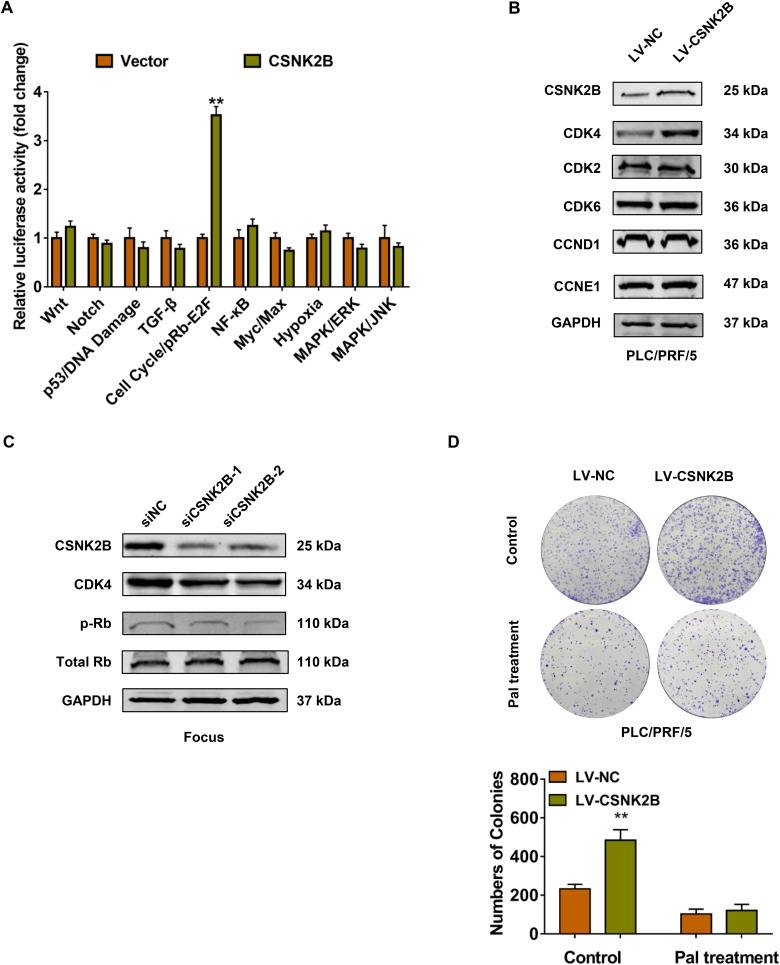 A
Vector
CSNK2B
Relative luciferase activity (fold change)
4
3
2
1
0
**
Wnt
Notch
p53/DNA Damage
TGF-β
Cell Cycle/pRb-E2F
NF-κB
Myc/Max
Hypoxia
MAPK/ERK
MAPK/JNK
B
LV-NC
LV-CSNK2B
CSNK2B 25 kDa
CDK4 34 kDa
CDK2 30 kDa
CDK6 36 kDa
CCND1 36 kDa
CCNE1 47 kDa
GAPDH 37 kDa
PLC/PRF/5
C
siNC
siCSNK2B-1
siCSNK2B-2
CSNK2B 25 kDa
CDK4 34 kDa
p-Rb 110 kDa
Total Rb 110 kDa
GAPDH 37 kDa
Focus
D
LV-NC LV-CSNK2B
Control
Pal treatment
PLC/PRF/5
LV-NC
LV-CSNK2B
Numbers of Colonies
800
600
400
200
0
**
Control
Pal treatment